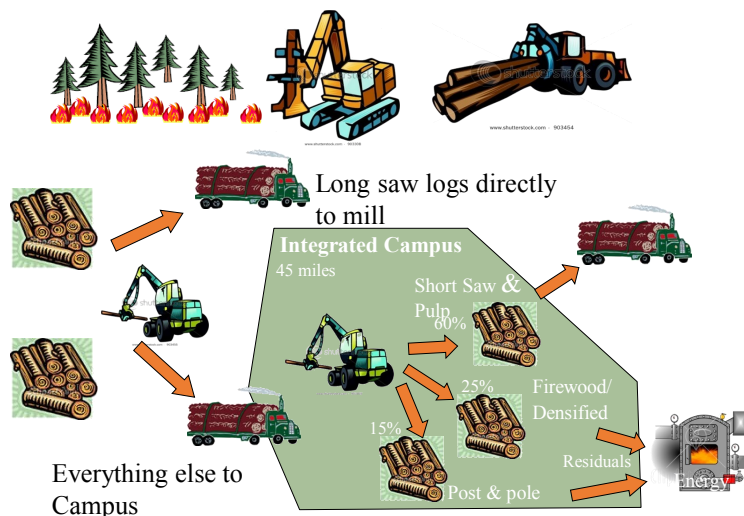 shutterstock
www.shutterstock.com · 903454
Long saw logs directly
to mill
Integrated Campus
45 miles
Short Saw &
Pulp
60%
25%
Firewood/
Densified
15%
Residuals
Energy
Post & pole
Everything else to
Campus